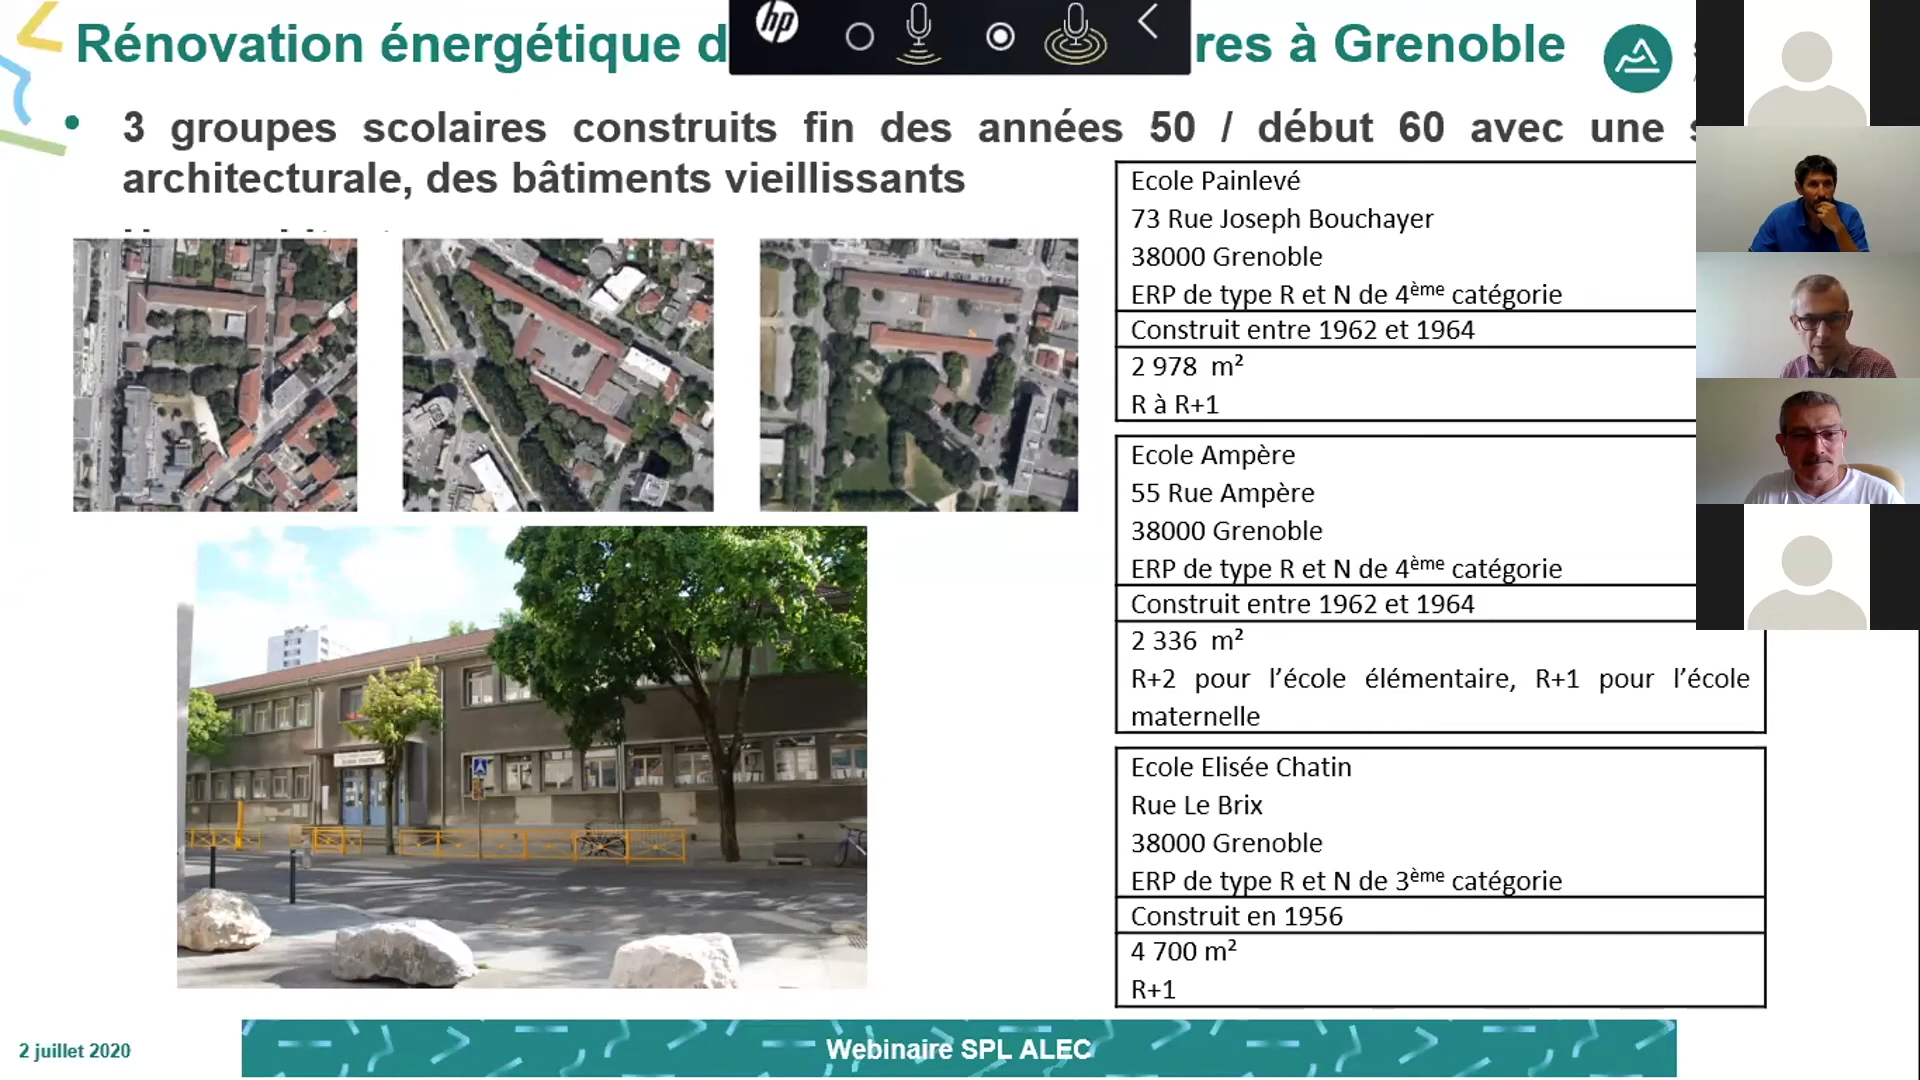 Rénovation énergétique d
res à Grenoble
hp
• 3 groupes scolaires construits fin des années 50 / début 60 avec une
architecturale, des bâtiments vieillissants
Ecole Painlevé
73 Rue Joseph Bouchayer
38000 Grenoble
ERP de type R et N de 4ème catégorie
Construit entre 1962 et 1964
2 978 m²
R à R+1
Ecole Ampère
55 Rue Ampère
38000 Grenoble
ERP de type R et N de 4ème catégorie
Construit entre 1962 et 1964
2 336 m²
R+2 pour l’école élémentaire, R+1 pour l’école
maternelle
Ecole Elisée Chatin
Rue Le Brix
38000 Grenoble
ERP de type R et N de 3ème catégorie
Construit en 1956
4 700 m²
R+1
2 juillet 2020
Webinaire SPL ALEC